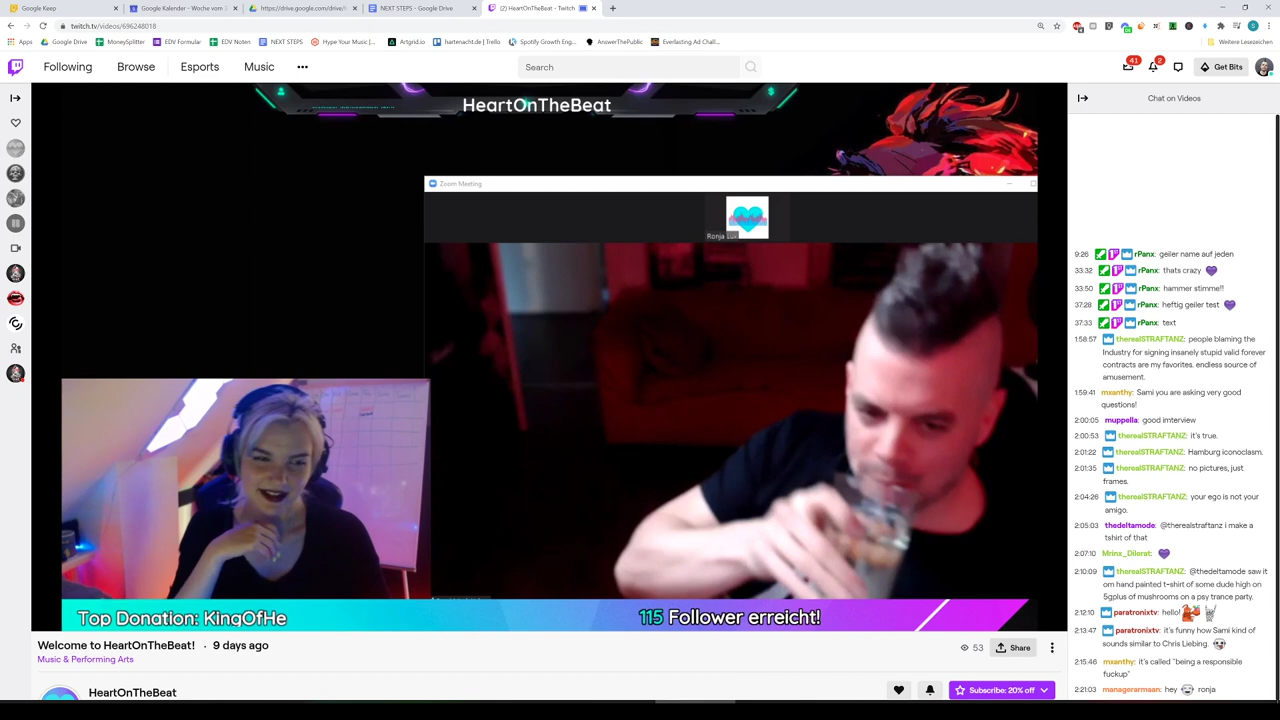 Google Keep
Google Kalender - Woche vom 3
https://drive.google.com/drive/f
NEXT STEPS - Google Drive
(2) HeartOnTheBeat - Twitch
twitch.tv/videos/696248018
Apps
Google Drive
MoneySplitter
EDV Formular
EDV Noten
NEXT STEPS
Hype Your Music |...
Artgrid.io
hartenacht.de | Trello
Spotify Growth Eng...
AnswerThePublic
Everlasting Ad Chall...
Weitere Lesezeichen
Following
Browse
Esports
Music
Search
41
2
Get Bits
HeartOnTheBeat
Zoom Meeting
Ronja Lux
Top Donation: KIngOfHe
115 Follower erreicht!
Welcome to HeartOnTheBeat! · 9 days ago
53
Share
Music & Performing Arts
HeartOnTheBeat
Subscribe: 20% off
Chat on Videos
9:26 rPanx: geiler name auf jeden
33:32 rPanx: thats crazy
33:50 rPanx: hammer stimme!!
37:28 rPanx: heftig geiler test
37:33 rPanx: text
1:58:57 therealSTRAFTANZ: people blaming the
Industry for signing insanely stupid valid forever
contracts are my favorites. endless source of
amusement.
1:59:41 mxanthy: Sami you are asking very good
questions!
2:00:05 muppella: good imterview
2:00:53 therealSTRAFTANZ: it's true.
2:01:22 therealSTRAFTANZ: Hamburg iconoclasm.
2:01:35 therealSTRAFTANZ: no pictures, just
frames.
2:04:26 therealSTRAFTANZ: your ego is not your
amigo.
2:05:03 thedeltamode: @therealstraftanz i make a
tshirt of that
2:07:10 Mrinx_Dilerat:
2:10:09 therealSTRAFTANZ: @thedeltamode saw it
om hand painted t-shirt of some dude high on
5gplus of mushrooms on a psy trance party.
2:12:10 paratronixtv: hello!
2:13:47 paratronixtv: it's funny how Sami kind of
sounds similar to Chris Liebing.
2:15:46 mxanthy: it's called "being a responsible
fuckup"
2:21:03 managerarmaan: hey ronja